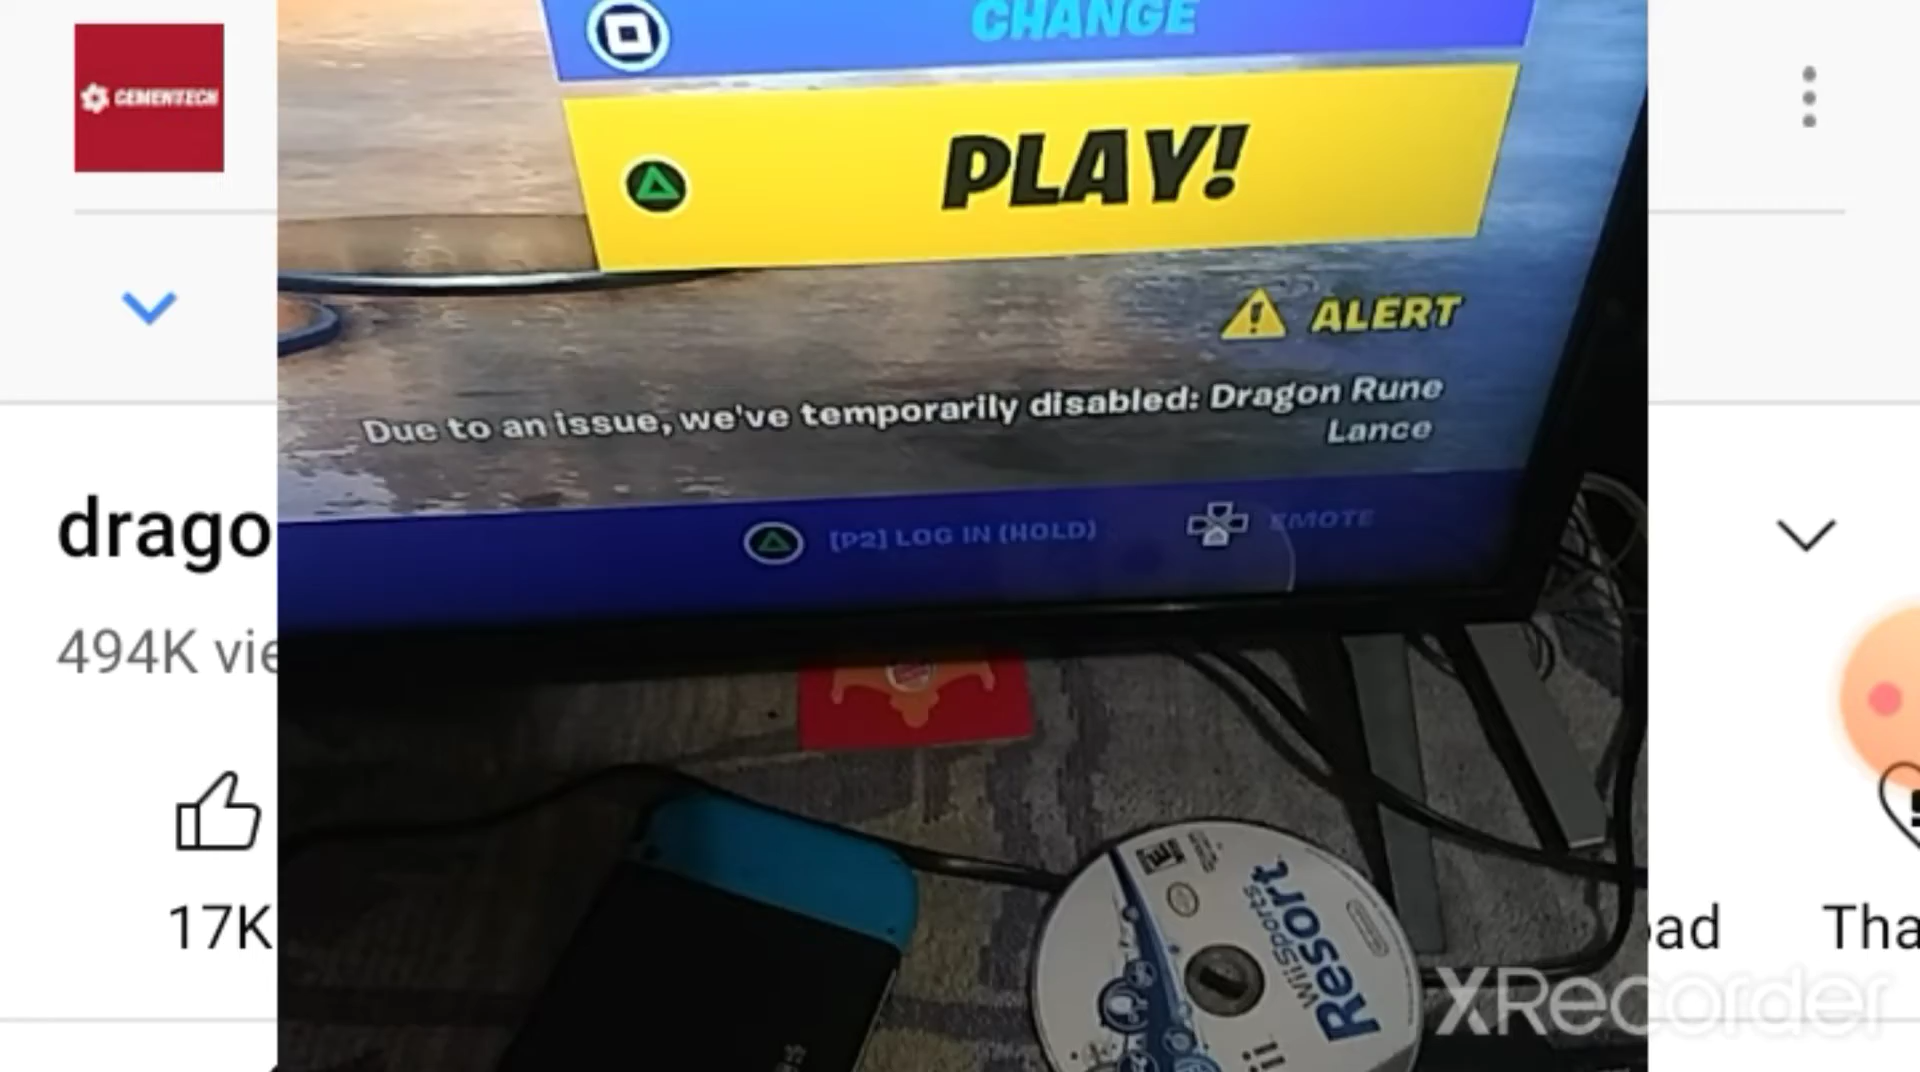 CEMENTECH
CHANGE
PLAY!
ALERT
Due to an issue, we've temporarily disabled: Dragon Rune
Lance
[P2] LOG IN (HOLD)
EMOTE
drago
494K vie
17K
oad
Tha
Wii Sports
Resort
XRecorder